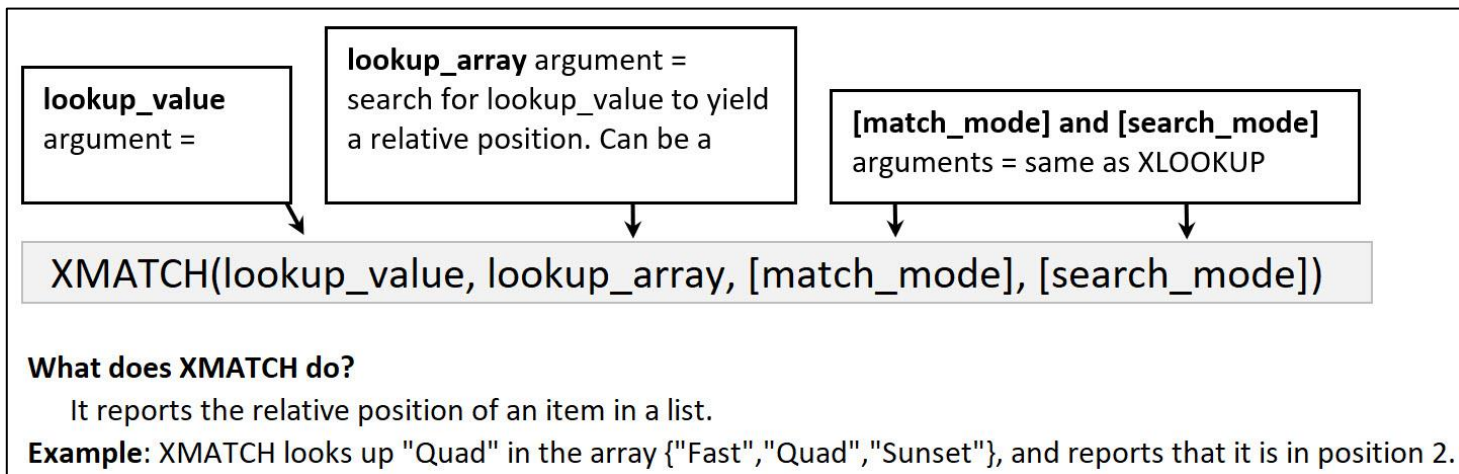 lookup_value
argument =
lookup_array argument =
search for lookup_value to yield
a relative position. Can be a
[match_mode] and [search_mode]
arguments = same as XLOOKUP
XMATCH(lookup_value, lookup_array, [match_mode], [search_mode])
What does XMATCH do?
It reports the relative position of an item in a list.
Example: XMATCH looks up "Quad" in the array {"Fast","Quad","Sunset"}, and reports that it is in position 2.